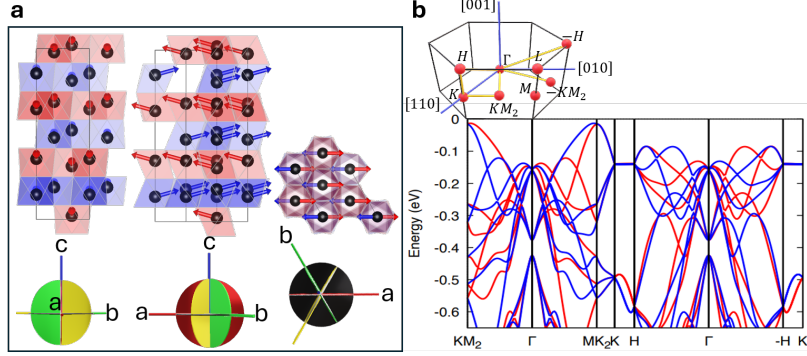 a
c
a
b
c
a
b
b
a
b
[001]
-H
H
Γ
L
[010]
K
M
-KM₂
[110]
KM₂
Energy (eV)
0
-0.1
-0.2
-0.3
-0.4
-0.5
-0.6
KM₂ Γ MK₂K H Γ -H K